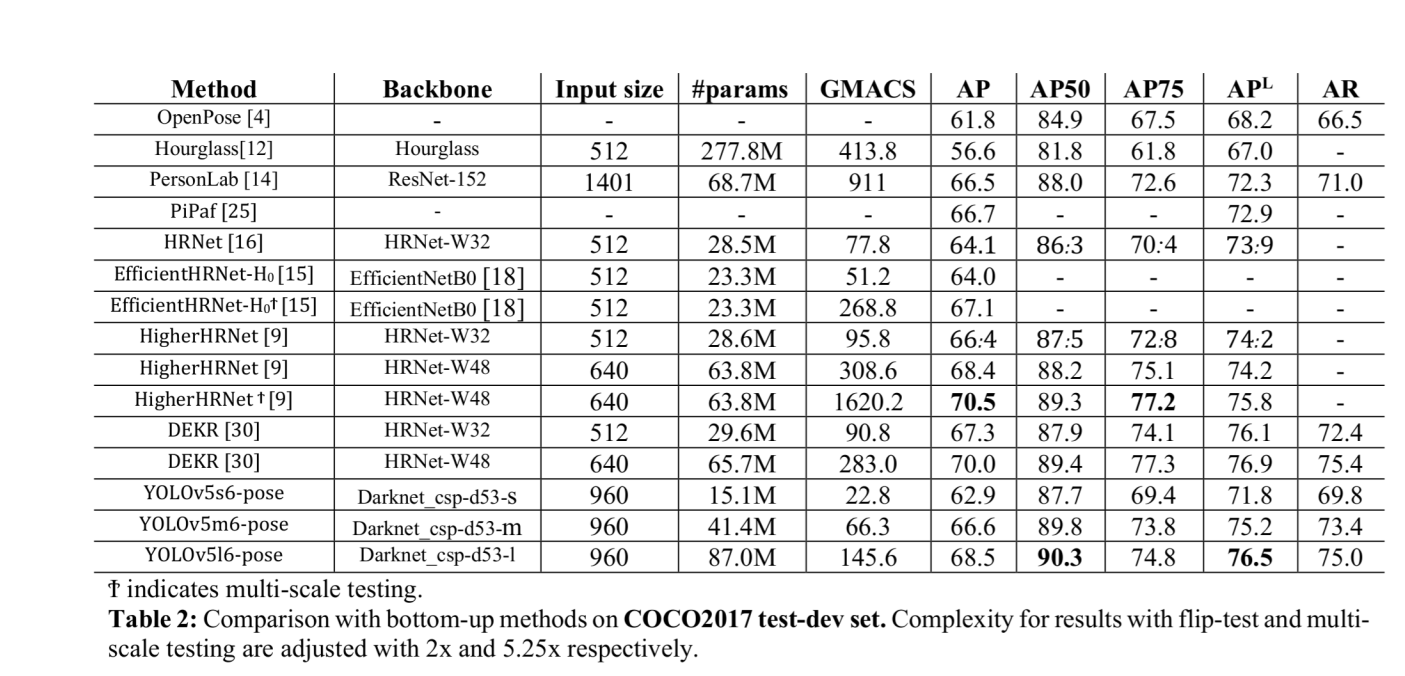 Method Backbone Input size #params GMACS AP AP50 AP75 APᴸ AR
OpenPose [4] - - - - 61.8 84.9 67.5 68.2 66.5
Hourglass[12] Hourglass 512 277.8M 413.8 56.6 81.8 61.8 67.0 -
PersonLab [14] ResNet-152 1401 68.7M 911 66.5 88.0 72.6 72.3 71.0
PiPaf [25] - - - - 66.7 - - 72.9 -
HRNet [16] HRNet-W32 512 28.5M 77.8 64.1 86.3 70.4 73.9 -
EfficientHRNet-H₀ [15] EfficientNetB0 [18] 512 23.3M 51.2 64.0 - - - -
EfficientHRNet-H₀† [15] EfficientNetB0 [18] 512 23.3M 268.8 67.1 - - - -
HigherHRNet [9] HRNet-W32 512 28.6M 95.8 66.4 87.5 72.8 74.2 -
HigherHRNet [9] HRNet-W48 640 63.8M 308.6 68.4 88.2 75.1 74.2 -
HigherHRNet † [9] HRNet-W48 640 63.8M 1620.2 70.5 89.3 77.2 75.8 -
DEKR [30] HRNet-W32 512 29.6M 90.8 67.3 87.9 74.1 76.1 72.4
DEKR [30] HRNet-W48 640 65.7M 283.0 70.0 89.4 77.3 76.9 75.4
YOLOv5s6-pose Darknet_csp-d53-s 960 15.1M 22.8 62.9 87.7 69.4 71.8 69.8
YOLOv5m6-pose Darknet_csp-d53-m 960 41.4M 66.3 66.6 89.8 73.8 75.2 73.4
YOLOv5l6-pose Darknet_csp-d53-l 960 87.0M 145.6 68.5 90.3 74.8 76.5 75.0
† indicates multi-scale testing.
Table 2: Comparison with bottom-up methods on COCO2017 test-dev set. Complexity for results with flip-test and multi-
scale testing are adjusted with 2x and 5.25x respectively.